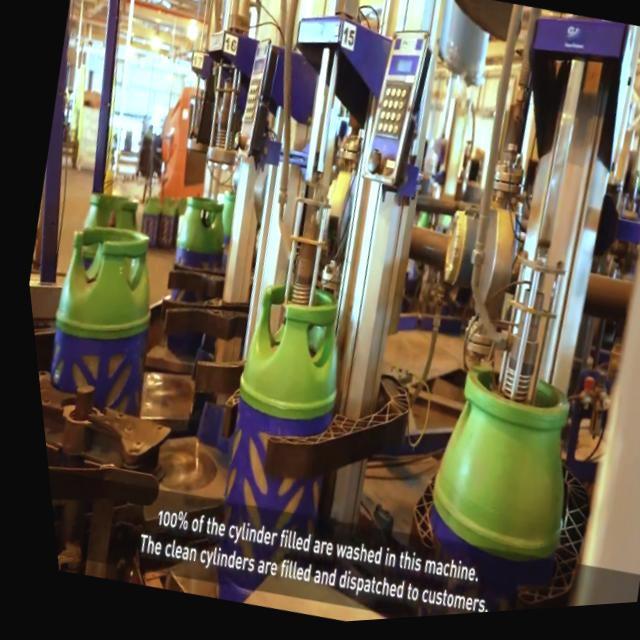 16
15
100% of the cylinder filled are washed in this machine.
The clean cylinders are filled and dispatched to customers.